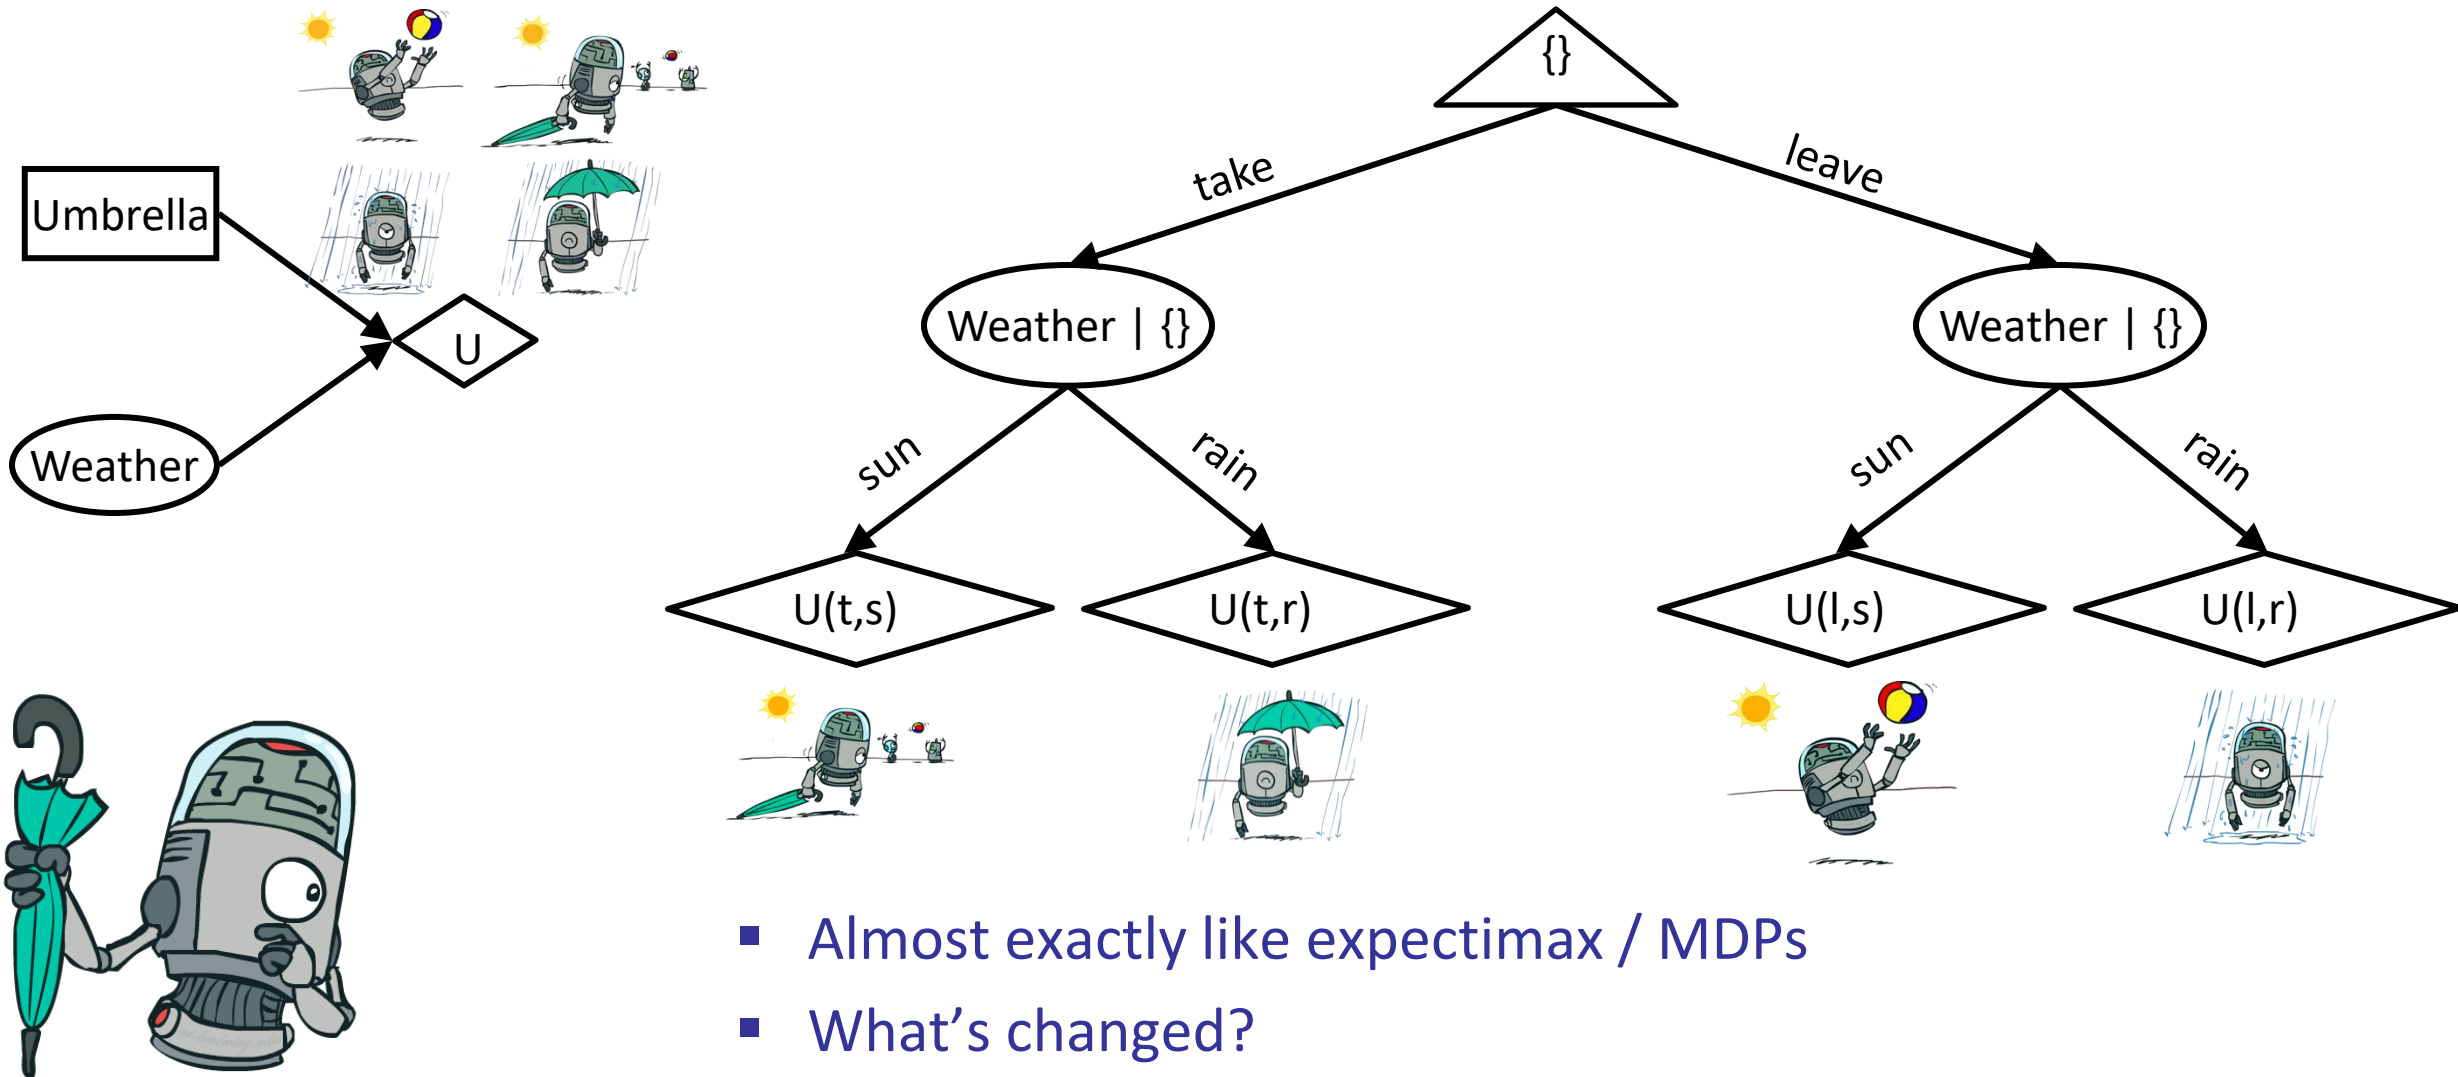 Umbrella
U
Weather
{}
take
leave
Weather | {}
Weather | {}
sun
rain
sun
rain
U(t,s)
U(t,r)
U(l,s)
U(l,r)
▪ Almost exactly like expectimax / MDPs
▪ What's changed?